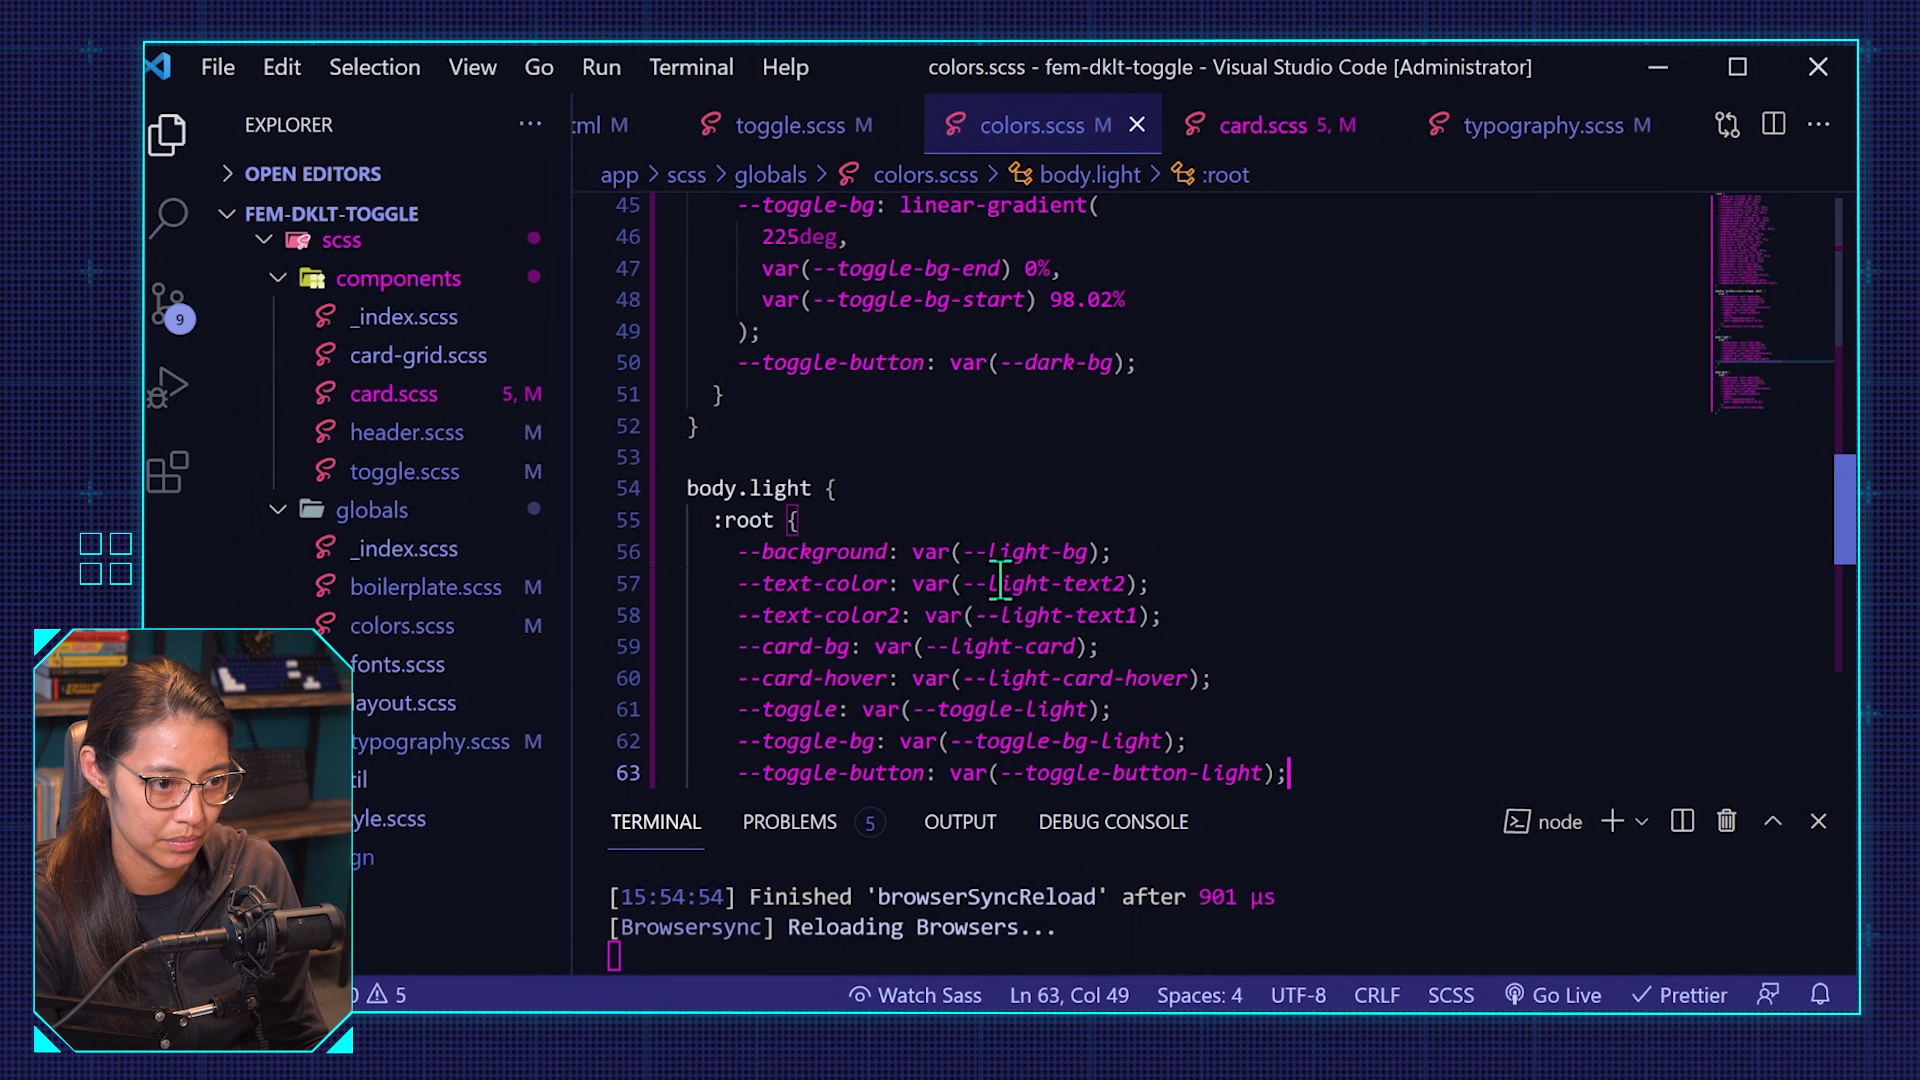 File Edit Selection View Go Run Terminal Help
colors.scss - fem-dklt-toggle - Visual Studio Code [Administrator]
EXPLORER
tml M
toggle.scss M
colors.scss M
card.scss 5, M
typography.scss M
app > scss > globals > colors.scss > body.light > :root
OPEN EDITORS
FEM-DKLT-TOGGLE
scss
components
_index.scss
card-grid.scss
card.scss 5, M
header.scss M
toggle.scss M
globals
_index.scss
boilerplate.scss M
colors.scss M
fonts.scss
layout.scss
typography.scss M
til
yle.scss
gn
9
45 --toggle-bg: linear-gradient(
46 225deg,
47 var(--toggle-bg-end) 0%,
48 var(--toggle-bg-start) 98.02%
49 );
50 --toggle-button: var(--dark-bg);
51 }
52 }
53
54 body.light {
55 :root {
56 --background: var(--light-bg);
57 --text-color: var(--light-text2);
58 --text-color2: var(--light-text1);
59 --card-bg: var(--light-card);
60 --card-hover: var(--light-card-hover);
61 --toggle: var(--toggle-light);
62 --toggle-bg: var(--toggle-bg-light);
63 --toggle-button: var(--toggle-button-light);
TERMINAL PROBLEMS 5 OUTPUT DEBUG CONSOLE
node
[15:54:54] Finished 'browserSyncReload' after 901 μs
[Browsersync] Reloading Browsers...
5
Watch Sass Ln 63, Col 49 Spaces: 4 UTF-8 CRLF SCSS Go Live Prettier